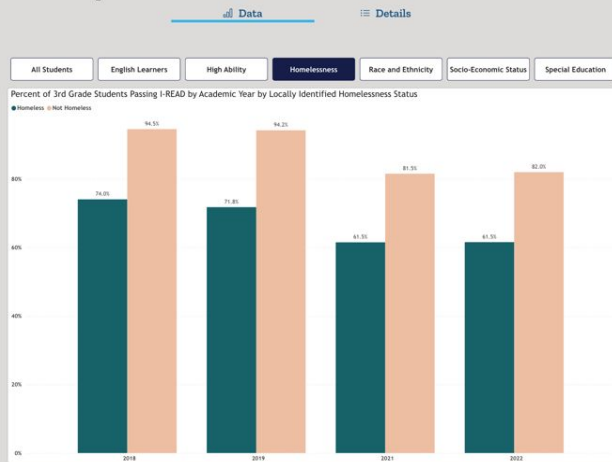 Data
Details
All Students
English Learners
High Ability
Homelessness
Race and Ethnicity
Socio-Economic Status
Special Education
Percent of 3rd Grade Students Passing I-READ by Academic Year by Locally Identified Homelessness Status
Homeless
Not Homeless
94.5%
94.2%
81.5%
82.0%
80%
74.0%
71.8%
61.5%
61.5%
60%
40%
20%
0%
2018
2019
2021
2022